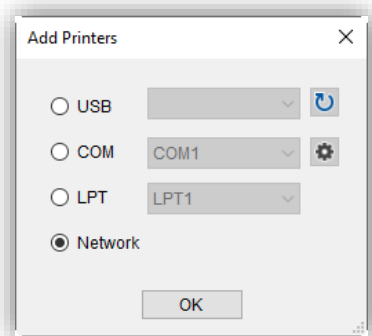 Add Printers
USB
COM COM1
LPT LPT1
Network
OK